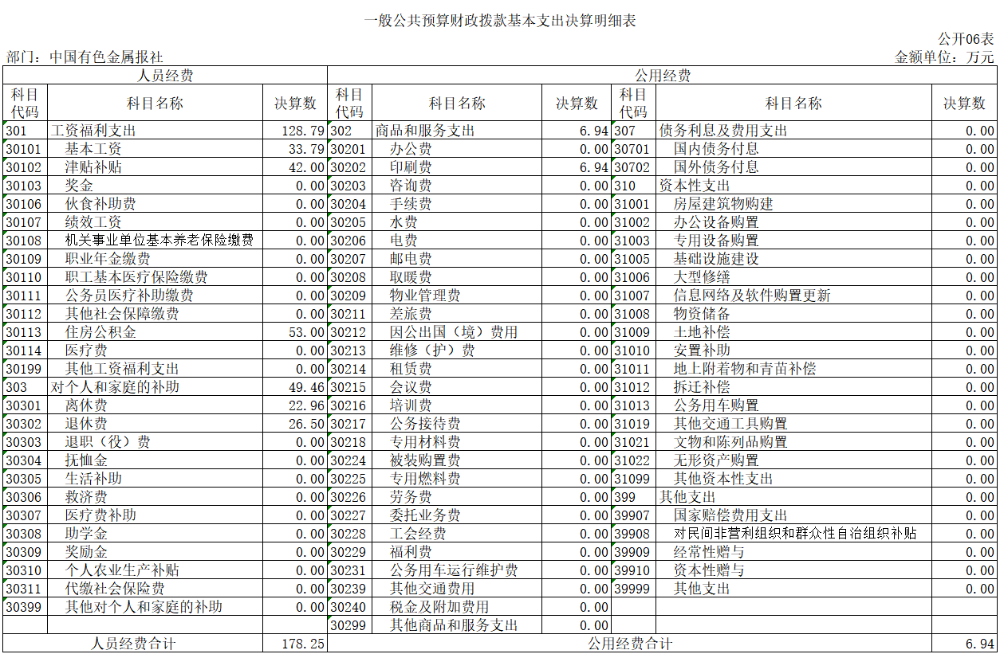 一般公共预算财政拨款基本支出决算明细表
公开06表
部门：中国有色金属报社 金额单位：万元
人员经费 公用经费
科目代码 科目名称 决算数 科目代码 科目名称 决算数 科目代码 科目名称 决算数
301 工资福利支出 128.79 302 商品和服务支出 6.94 307 债务利息及费用支出 0.00
30101 基本工资 33.79 30201 办公费 0.00 30701 国内债务付息 0.00
30102 津贴补贴 42.00 30202 印刷费 6.94 30702 国外债务付息 0.00
30103 奖金 0.00 30203 咨询费 0.00 310 资本性支出 0.00
30106 伙食补助费 0.00 30204 手续费 0.00 31001 房屋建筑物购建 0.00
30107 绩效工资 0.00 30205 水费 0.00 31002 办公设备购置 0.00
30108 机关事业单位基本养老保险缴费 0.00 30206 电费 0.00 31003 专用设备购置 0.00
30109 职业年金缴费 0.00 30207 邮电费 0.00 31005 基础设施建设 0.00
30110 职工基本医疗保险缴费 0.00 30208 取暖费 0.00 31006 大型修缮 0.00
30111 公务员医疗补助缴费 0.00 30209 物业管理费 0.00 31007 信息网络及软件购置更新 0.00
30112 其他社会保障缴费 0.00 30211 差旅费 0.00 31008 物资储备 0.00
30113 住房公积金 53.00 30212 因公出国（境）费用 0.00 31009 土地补偿 0.00
30114 医疗费 0.00 30213 维修（护）费 0.00 31010 安置补助 0.00
30199 其他工资福利支出 0.00 30214 租赁费 0.00 31011 地上附着物和青苗补偿 0.00
303 对个人和家庭的补助 49.46 30215 会议费 0.00 31012 拆迁补偿 0.00
30301 离休费 22.96 30216 培训费 0.00 31013 公务用车购置 0.00
30302 退休费 26.50 30217 公务接待费 0.00 31019 其他交通工具购置 0.00
30303 退职（役）费 0.00 30218 专用材料费 0.00 31021 文物和陈列品购置 0.00
30304 抚恤金 0.00 30224 被装购置费 0.00 31022 无形资产购置 0.00
30305 生活补助 0.00 30225 专用燃料费 0.00 31099 其他资本性支出 0.00
30306 救济费 0.00 30226 劳务费 0.00 399 其他支出 0.00
30307 医疗费补助 0.00 30227 委托业务费 0.00 39907 国家赔偿费用支出 0.00
30308 助学金 0.00 30228 工会经费 0.00 39908 对民间非营利组织和群众性自治组织补贴 0.00
30309 奖励金 0.00 30229 福利费 0.00 39909 经常性赠与 0.00
30310 个人农业生产补贴 0.00 30231 公务用车运行维护费 0.00 39910 资本性赠与 0.00
30311 代缴社会保险费 0.00 30239 其他交通费用 0.00 39999 其他支出 0.00
30399 其他对个人和家庭的补助 0.00 30240 税金及附加费用 0.00
30299 其他商品和服务支出 0.00
人员经费合计 178.25 公用经费合计 6.94